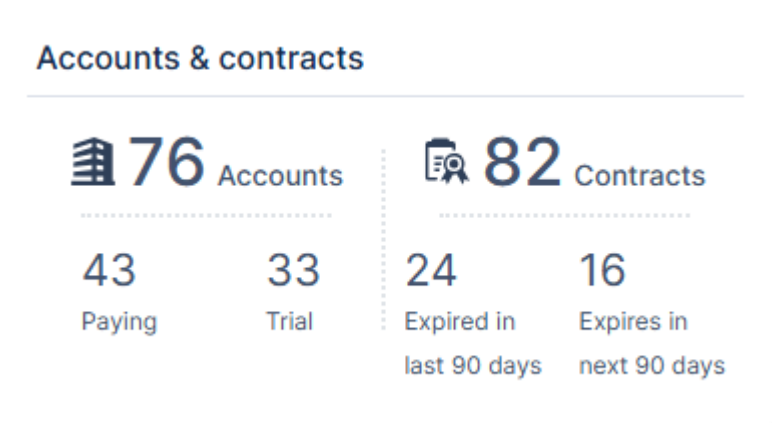 Accounts & contracts
76 Accounts
82 Contracts
43
Paying
33
Trial
24
Expired in
last 90 days
16
Expires in
next 90 days